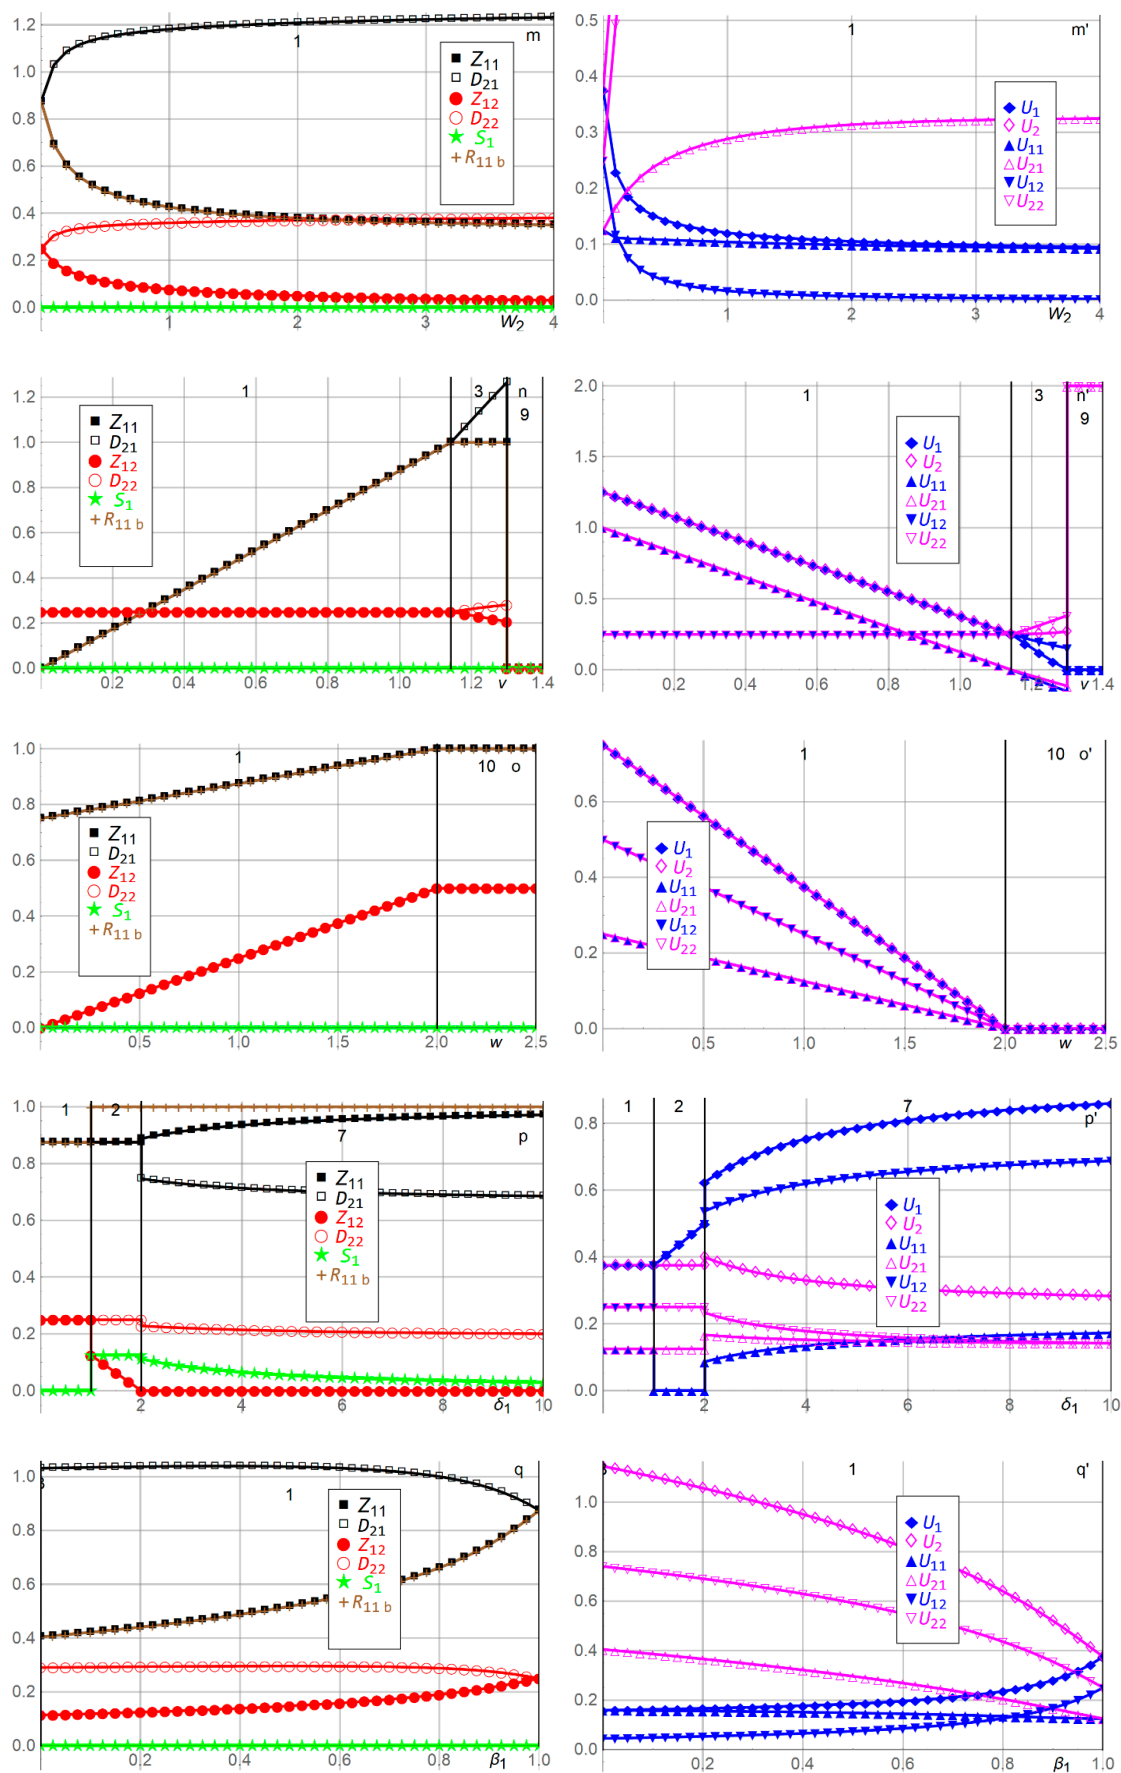 1.2
1.0
0.8
0.6
0.4
0.2
0.0
1
m
Z11
D21
Z12
D22
S1
+R11 b
1 2 3 W2 4
0.5
0.4
0.3
0.2
0.1
0.0
1
m'
U1
U2
U11
U21
U12
U22
1 2 3 W2 4
1.2
1.0
0.8
0.6
0.4
0.2
0.0
1 3 n
9
Z11
D21
Z12
D22
S1
+R11 b
0.2 0.4 0.6 0.8 1.0 1.2 v 1.4
2.0
1.5
1.0
0.5
0.0
1 3 n'
9
U1
U2
U11
U21
U12
U22
0.2 0.4 0.6 0.8 1.0 1.2 v 1.4
1.0
0.8
0.6
0.4
0.2
0.0
1 10 o
Z11
D21
Z12
D22
S1
+R11 b
0.5 1.0 1.5 2.0 w 2.5
0.6
0.4
0.2
0.0
1 10 o'
U1
U2
U11
U21
U12
U22
0.5 1.0 1.5 2.0 w 2.5
1.0
0.8
0.6
0.4
0.2
0.0
1 2 7 p
Z11
D21
Z12
D22
S1
+R11 b
2 4 6 8 δ1 10
0.8
0.6
0.4
0.2
0.0
1 2 7 p'
U1
U2
U11
U21
U12
U22
2 4 6 8 δ1 10
1.0
0.8
0.6
0.4
0.2
0.0
1 q
Z11
D21
Z12
D22
S1
+R11 b
0.2 0.4 0.6 0.8 β1 1.0
1.0
0.8
0.6
0.4
0.2
0.0
1 q'
U1
U2
U11
U21
U12
U22
0.2 0.4 0.6 0.8 β1 1.0